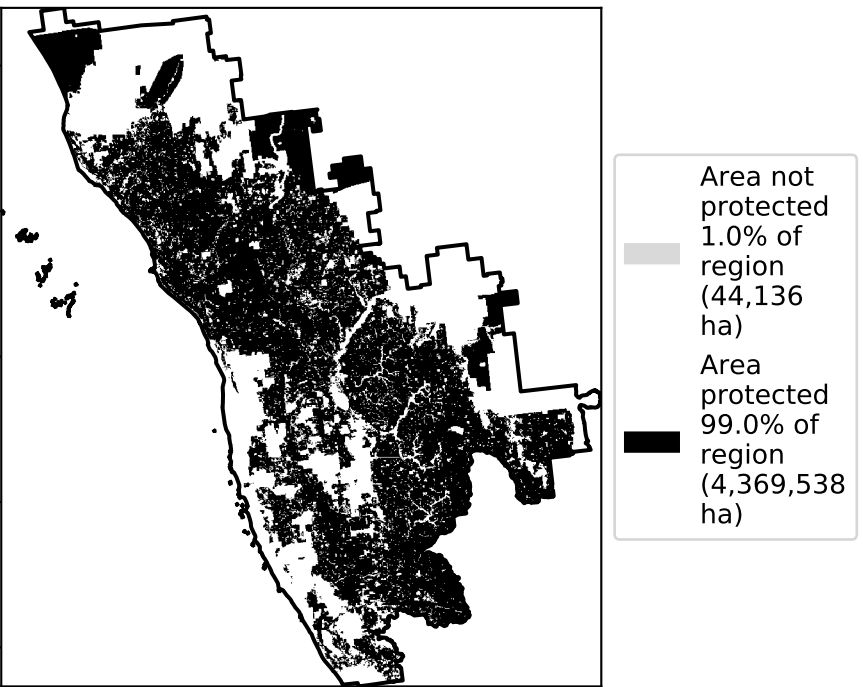 Area not
protected
1.0% of
region
(44,136
ha)
Area
protected
99.0% of
region
(4,369,538
ha)